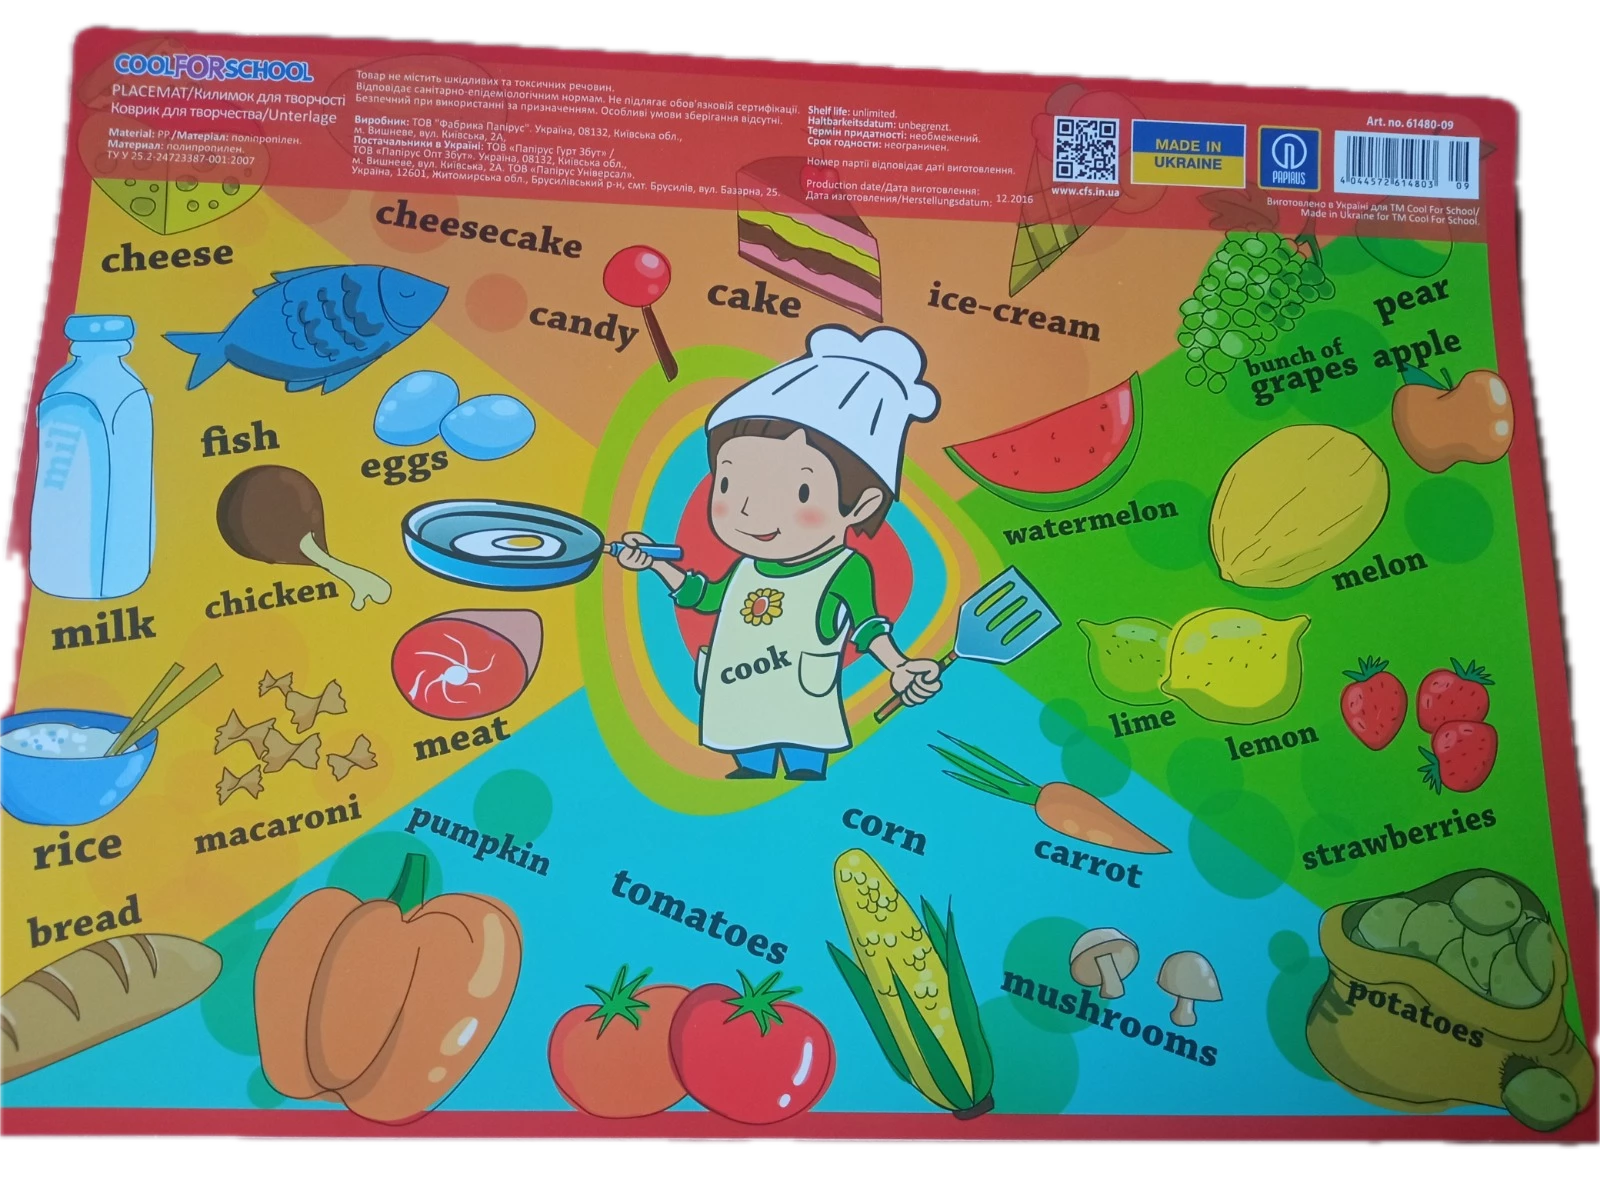 COOLFORSCHOOL
PLACEMAT/Килимок для творчості
Коврик для творчества/Unterlage
Material: PP/Матеріал: поліпропілен.
Материал: полипропилен.
ТУ У 25.2-24723387-001:2007
Товар не містить шкідливих та токсичних речовин.
Відповідає санітарно-епідеміологічним нормам. Не підлягає обов'язковій сертифікації.
Безпечний при використанні за призначенням. Особливі умови зберігання відсутні.
Виробник: ТОВ "Фабрика Папірус". Україна, 08132, Київська обл.,
м. Вишневе, вул. Київська, 2А.
Постачальники в Україні: ТОВ «Папірус Гурт Збут» /
ТОВ «Папірус Опт Збут». Україна, 08132, Київська обл.,
м. Вишневе, вул. Київська, 2А. ТОВ «Папірус Універсал».
Україна, 12601, Житомирська обл., Брусилівський р-н, смт. Брусилів, вул. Базарна, 25.
Shelf life: unlimited.
Haltbarkeitsdatum: unbegrenzt.
Термін придатності: необмежений.
Срок годности: неограничен.
Номер партії відповідає даті виготовлення.
Production date/Дата виготовлення:
Дата изготовления/Herstellungsdatum: 12.2016
www.cfs.in.ua
MADE IN
UKRAINE
PAPIRUS
Art. no. 61480-09
4 044572 614803 09
Виготовлено в Україні для ТМ Cool For School/
Made in Ukraine for TM Cool For School.
cheese
cheesecake
candy
cake
ice-cream
pear
bunch of
grapes
apple
fish
eggs
milk
watermelon
melon
chicken
milk
cook
meat
lime
lemon
rice
macaroni
pumpkin
corn
carrot
strawberries
bread
tomatoes
mushrooms
potatoes